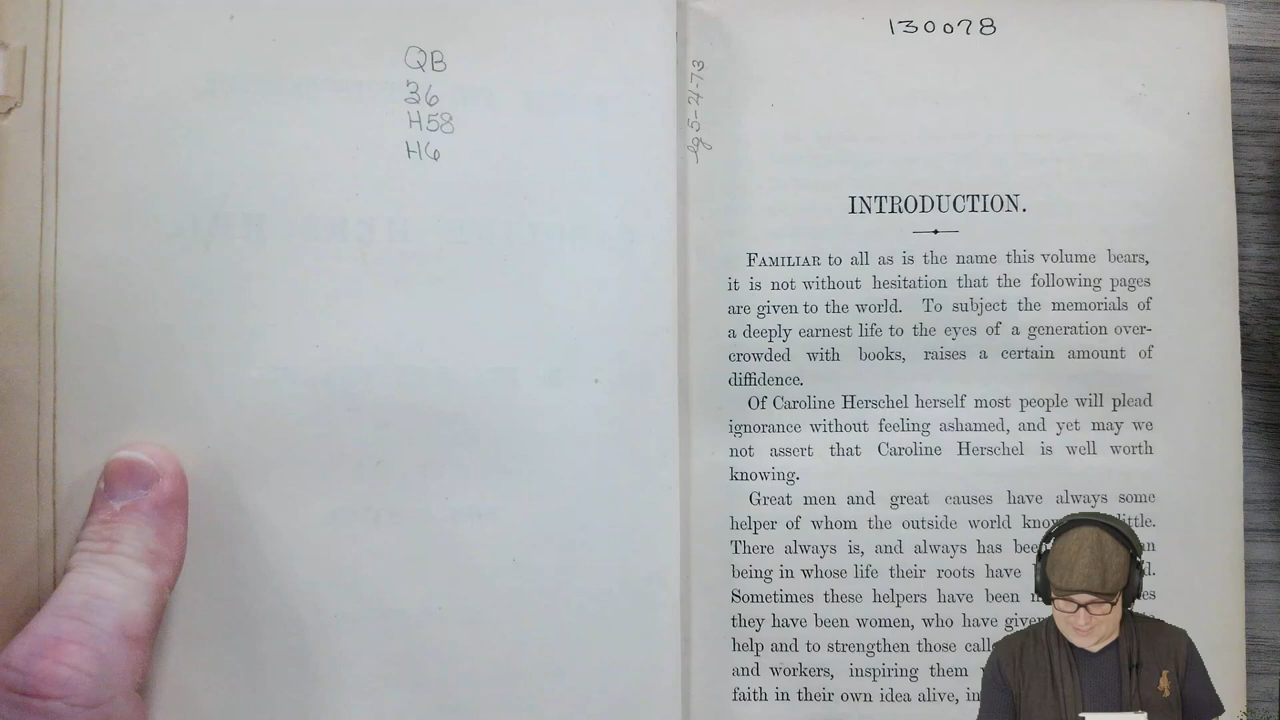 QB
36
H58
H6
130078
lg 5-4-73
INTRODUCTION.
FAMILIAR to all as is the name this volume bears,
it is not without hesitation that the following pages
are given to the world. To subject the memorials of
a deeply earnest life to the eyes of a generation over-
crowded with books, raises a certain amount of
diffidence.
Of Caroline Herschel herself most people will plead
ignorance without feeling ashamed, and yet may we
not assert that Caroline Herschel is well worth
knowing.
Great men and great causes have always some
helper of whom the outside world little.
There always is, and always has
being in whose life their roots have
Sometimes these helpers have been
they have been women, who have
help and to strengthen those
and workers, inspiring them
faith in their own idea alive,